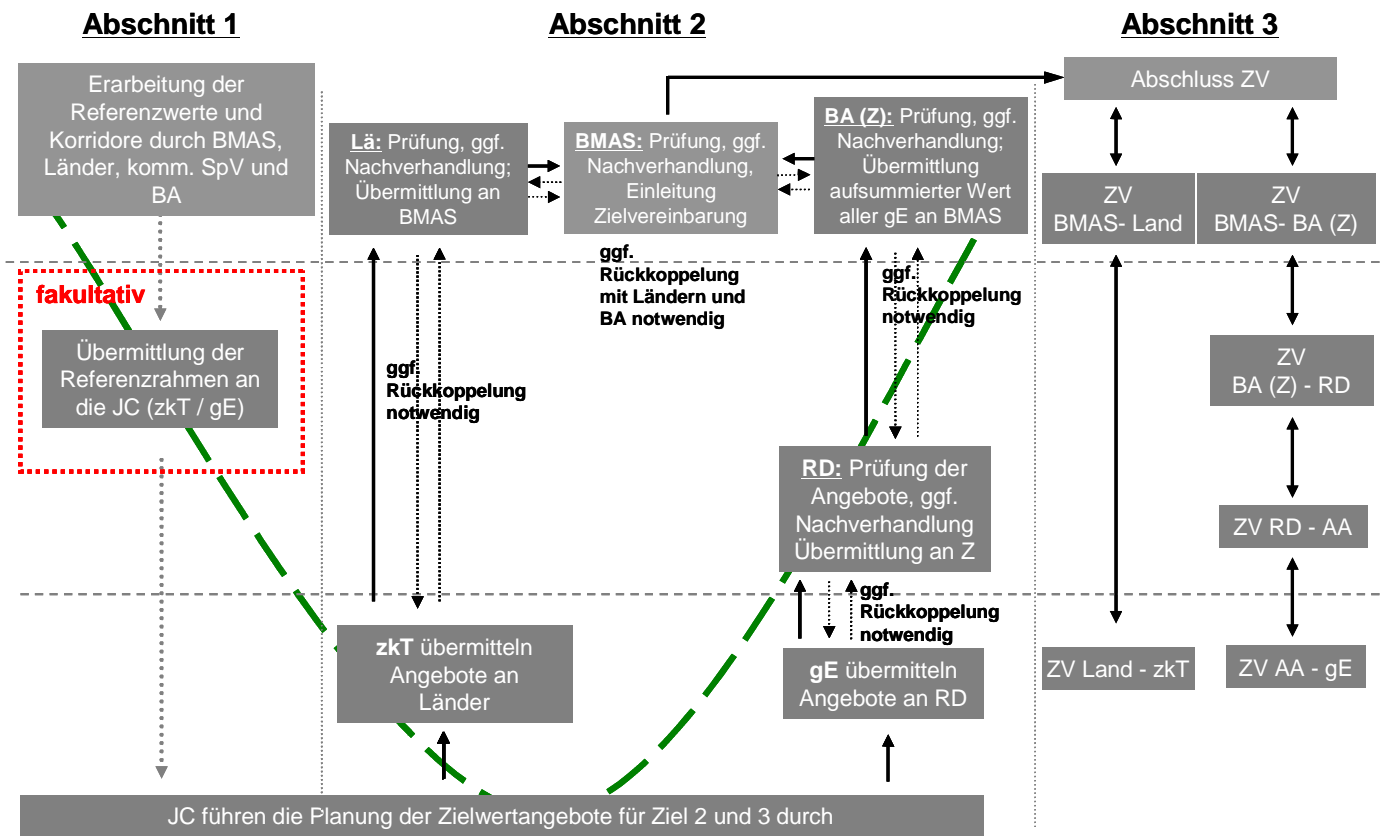 Abschnitt 1
Abschnitt 2
Abschnitt 3
Erarbeitung der
Referenzwerte und
Korridore durch BMAS,
Länder, komm. SpV und
BA
fakultativ
Übermittlung der
Referenzrahmen an
die JC (zkT / gE)
Lä: Prüfung, ggf.
Nachverhandlung;
Übermittlung an
BMAS
BMAS: Prüfung, ggf.
Nachverhandlung,
Einleitung
Zielvereinbarung
BA (Z): Prüfung, ggf.
Nachverhandlung;
Übermittlung
aufsummierter Wert
aller gE an BMAS
ggf.
Rückkoppelung
mit Ländern und
BA notwendig
ggf.
Rückkoppelung
notwendig
ggf.
Rückkoppelung
notwendig
RD: Prüfung der
Angebote, ggf.
Nachverhandlung
Übermittlung an Z
ggf.
Rückkoppelung
notwendig
zkT übermitteln
Angebote an
Länder
gE übermitteln
Angebote an RD
JC führen die Planung der Zielwertangebote für Ziel 2 und 3 durch
Abschluss ZV
ZV
BMAS- Land
ZV
BMAS- BA (Z)
ZV
BA (Z) - RD
ZV RD - AA
ZV Land - zkT
ZV AA - gE